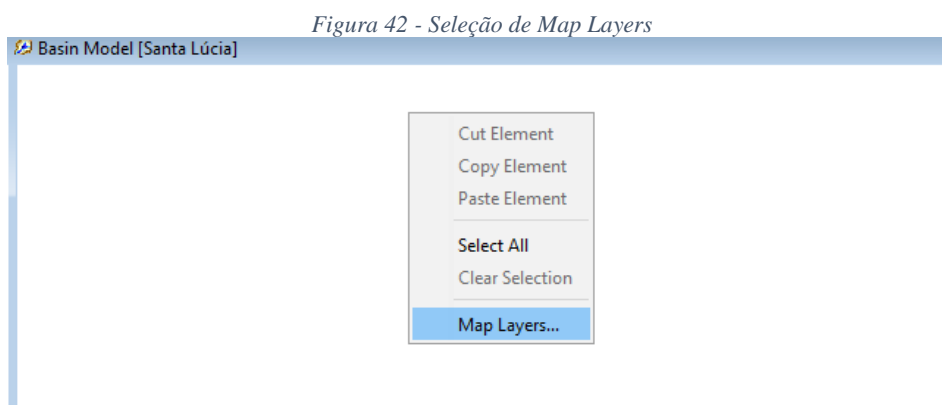 Figura 42 - Seleção de Map Layers
Basin Model [Santa Lúcia]
Cut Element
Copy Element
Paste Element
Select All
Clear Selection
Map Layers...